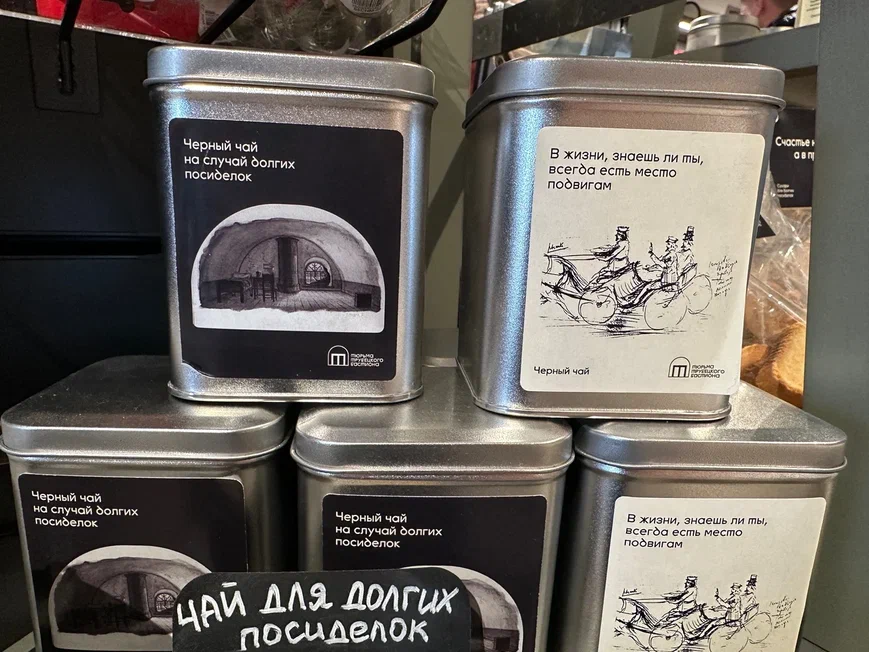 Черный чай
на случай долгих
посиделок
тюрьма
трубецкого
бастиона
В жизни, знаешь ли ты,
всегда есть место
подвигам
Черный чай
тюрьма
трубецкого
бастиона
Счастье
Черный чай
на случай долгих
посиделок
Черный чай
на случай долгих
посиделок
В жизни, знаешь ли ты,
всегда есть место
подвигам
ЧАЙ ДЛЯ ДОЛГИХ
ПОСИДЕЛОК